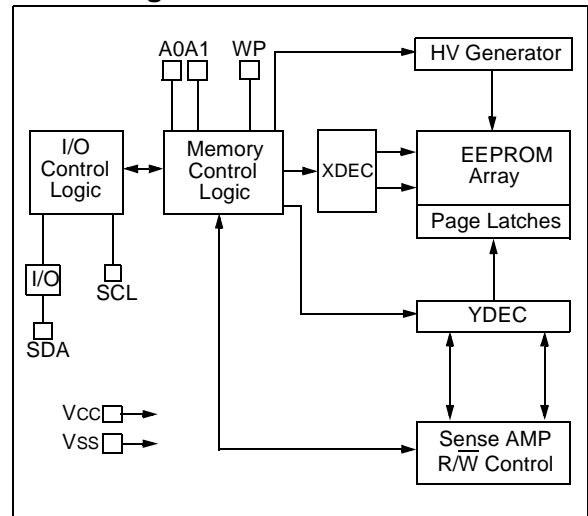 A0A1 WP
HV Generator
I/O
Control
Logic
Memory
Control
Logic
XDEC
EEPROM
Array
Page Latches
I/O
SCL
SDA
YDEC
VCC
VSS
Sense AMP
R/W̅ Control